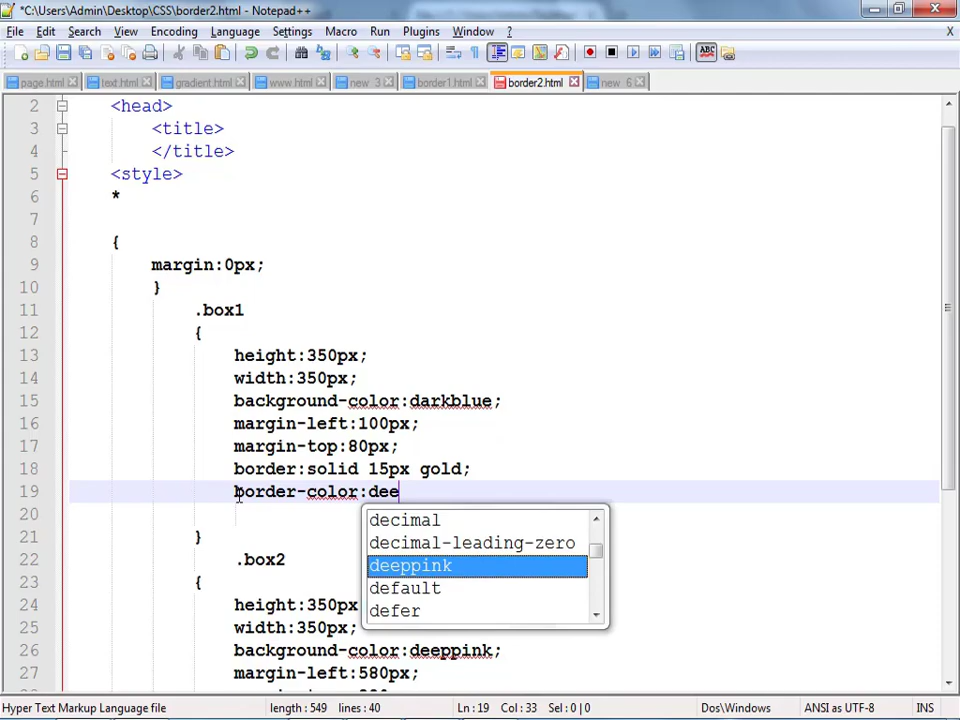 *C:\Users\Admin\Desktop\CSS\border2.html - Notepad++
File Edit Search View Encoding Language Settings Macro Run Plugins Window ? X
page.html text.html gradient.html www.html new 3 border1.html border2.html new 6
2 <head>
3 <title>
4 </title>
5 <style>
6 *
7
8 {
9 margin:0px;
10 }
11 .box1
12 {
13 height:350px;
14 width:350px;
15 background-color:darkblue;
16 margin-left:100px;
17 margin-top:80px;
18 border:solid 15px gold;
19 border-color:dee
20
decimal
decimal-leading-zero
deeppink
default
defer
21 }
22 .box2
23 {
24 height:350px
25 width:350px;
26 background-color:deeppink;
27 margin-left:580px;
Hyper Text Markup Language file length : 549 lines : 40 Ln : 19 Col : 33 Sel : 0 | 0 Dos\Windows ANSI as UTF-8 INS